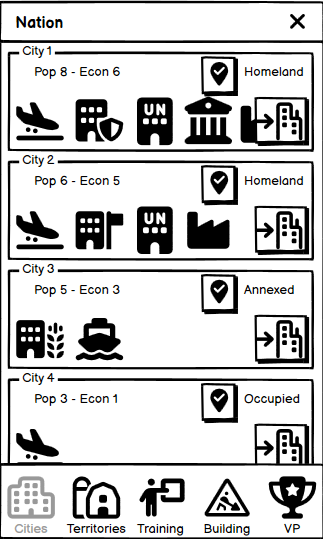 Nation
City 1
Pop 8 - Econ 6
Homeland
UN
City 2
Pop 6 - Econ 5
Homeland
UN
City 3
Pop 5 - Econ 3
Annexed
City 4
Pop 3 - Econ 1
Occupied
Cities
Territories
Training
Building
VP